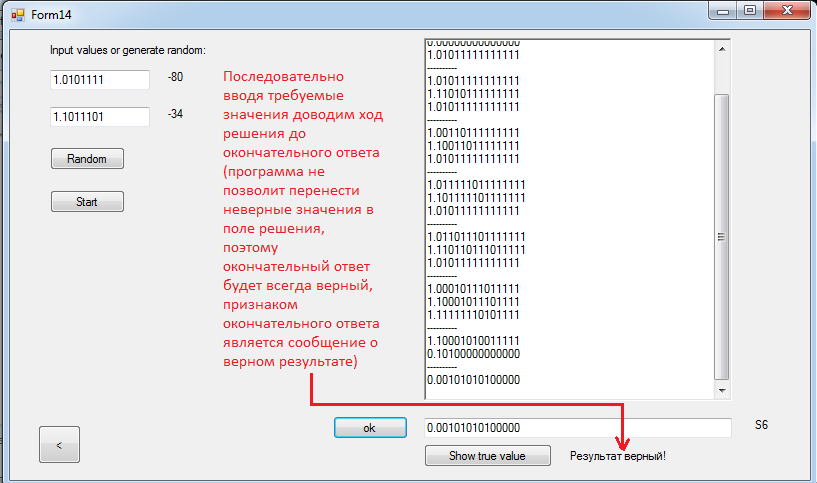 Form14
Input values or generate random:
1.0101111
-80
1.1011101
-34
Random
Start
Последовательно
вводя требуемые
значения доводим ход
решения до
окончательного ответа
(программа не
позволит перенести
неверные значения в
поле решения,
поэтому
окончательный ответ
будет всегда верный,
признаком
окончательного ответа
является сообщение о
верном результате)
0.00000000000000
1.01011111111111
----------
1.01011111111111
1.11010111111111
1.01011111111111
----------
1.00110111111111
1.10011011111111
1.01011111111111
----------
1.011111011111111
1.101111101111111
1.01011111111111
----------
1.011011101111111
1.110110111011111
1.01011111111111
----------
1.00010111011111
1.10001011101111
1.11111110101111
----------
1.10001010011111
0.10100000000000
----------
0.00101010100000
ok
0.00101010100000
S6
<
Show true value
Результат верный!